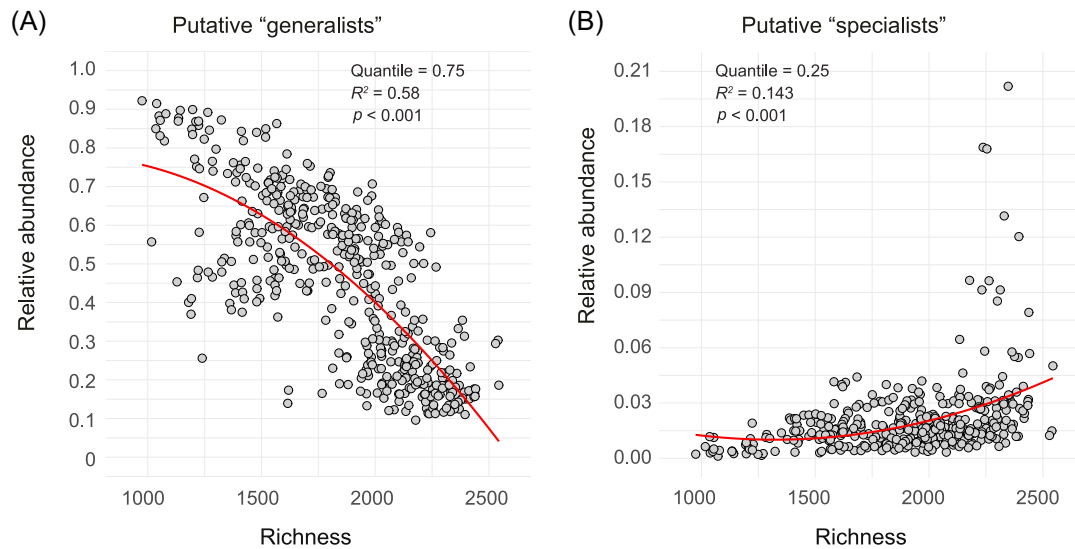 (A)
Putative “generalists”
Quantile = 0.75
R² = 0.58
p < 0.001
1.0
0.9
0.8
0.7
0.6
0.5
0.4
0.3
0.2
0.1
0
Relative abundance
1000 1500 2000 2500
Richness
(B)
Putative “specialists”
Quantile = 0.25
R² = 0.143
p < 0.001
0.21
0.18
0.15
0.12
0.09
0.06
0.03
0.00
Relative abundance
1000 1500 2000 2500
Richness